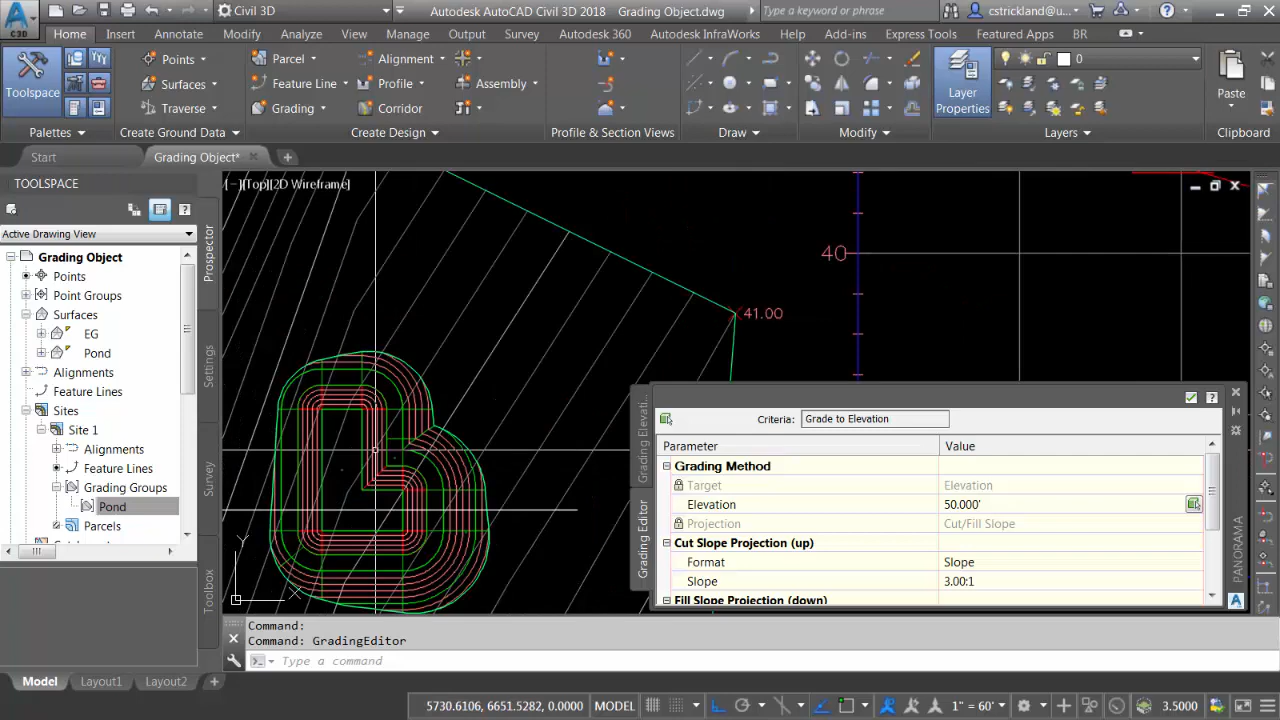 Civil 3D
Autodesk AutoCAD Civil 3D 2018 Grading Object.dwg
Type a keyword or phrase
cstrickland@u...
C3D
Home Insert Annotate Modify Analyze View Manage Output Survey Autodesk 360 Autodesk InfraWorks Help Add-ins Express Tools Featured Apps BR
Toolspace
Points
Surfaces
Traverse
Parcel
Feature Line
Grading
Alignment
Profile
Corridor
Assembly
Layer
Properties
0
Paste
Palettes Create Ground Data Create Design Profile & Section Views Draw Modify Layers Clipboard
Start Grading Object*
TOOLSPACE
Active Drawing View
Grading Object
Points
Point Groups
Surfaces
EG
Pond
Alignments
Feature Lines
Sites
Site 1
Alignments
Feature Lines
Grading Groups
Pond
Parcels
Prospector
Settings
Survey
Toolbox
[−][Top][2D Wireframe]
40
41.00
Y
X
Criteria: Grade to Elevation
Parameter Value
Grading Method
Target Elevation
Elevation 50.000'
Projection Cut/Fill Slope
Cut Slope Projection (up)
Format Slope
Slope 3.00:1
Fill Slope Projection (down)
Grading Elevati...
Grading Editor
PANORAMA
Command:
Command: GradingEditor
Type a command
Model Layout1 Layout2
5730.6106, 6651.5282, 0.0000 MODEL
1" = 60'
3.5000